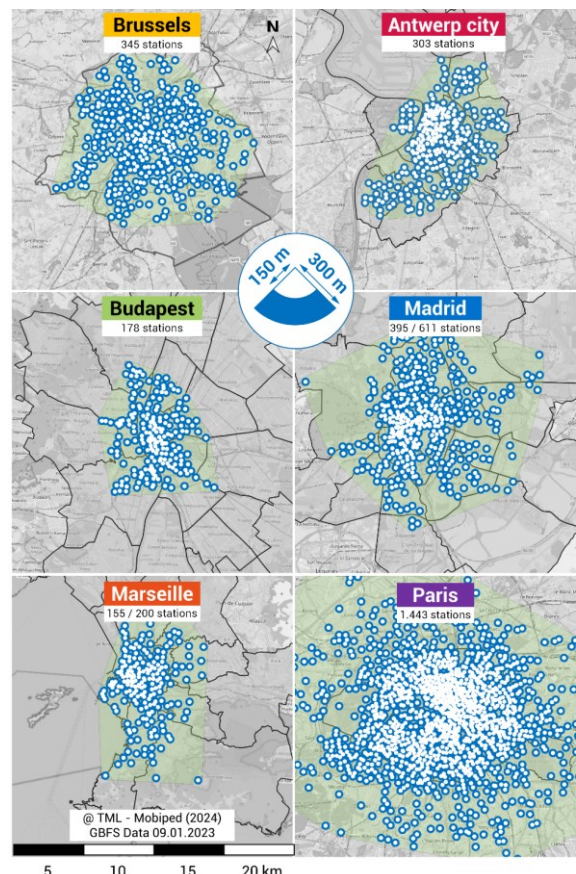 Brussels
345 stations
N
Antwerp city
303 stations
150 m
300 m
Budapest
178 stations
Madrid
395 / 611 stations
Marseille
155 / 200 stations
Paris
1.443 stations
@ TML - Mobiped (2024)
GBFS Data 09.01.2023
5 10 15 20 km